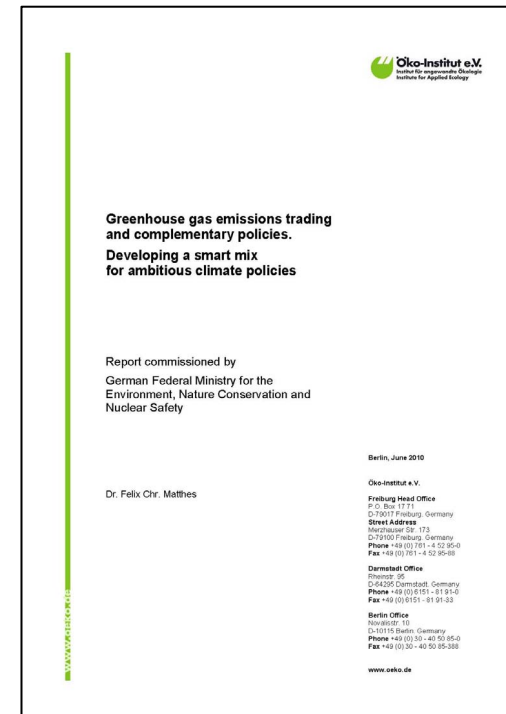 Öko-Institut e.V.
Institut für angewandte Ökologie
Institute for Applied Ecology
Greenhouse gas emissions trading
and complementary policies.
Developing a smart mix
for ambitious climate policies
Report commissioned by
German Federal Ministry for the
Environment, Nature Conservation and
Nuclear Safety
Dr. Felix Chr. Matthes
Berlin, June 2010
Öko-Institut e.V.
Freiburg Head Office
P.O. Box 17 71
D-79017 Freiburg. Germany
Street Address
Merzhauser Str. 173
D-79100 Freiburg. Germany
Phone +49 (0) 761 - 4 52 95-0
Fax +49 (0) 761 - 4 52 95-88
Darmstadt Office
Rheinstr. 95
D-64295 Darmstadt. Germany
Phone +49 (0) 6151 - 81 91-0
Fax +49 (0) 6151 - 81 91-33
Berlin Office
Novalisstr. 10
D-10115 Berlin. Germany
Phone +49 (0) 30 - 40 50 85-0
Fax +49 (0) 30 - 40 50 85-388
www.oeko.de
www.oeko.de